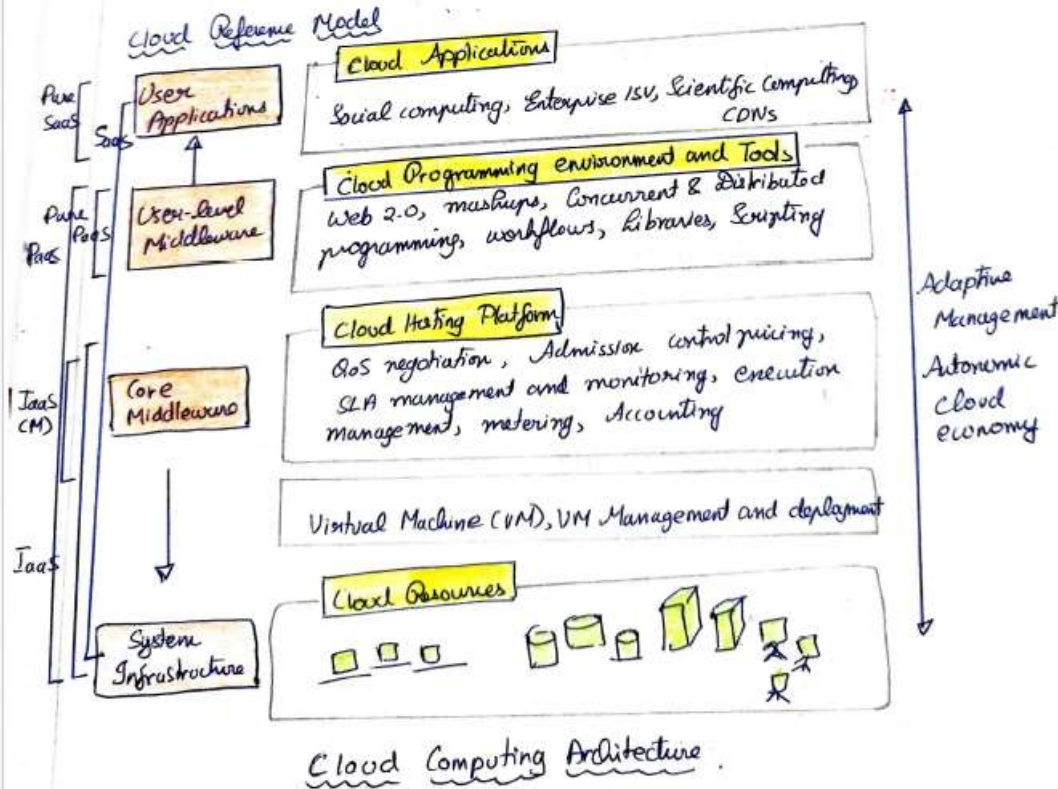 Cloud Reference Model
Pure
SaaS
SaaS
User
Applications
Cloud Applications
Social computing, Enterprise ISV, Scientific Computing
CDNs
Pure
PaaS
PaaS
User-level
Middleware
Cloud Programming environment and Tools
Web 2.0, mashups, Concurrent & Distributed
programming, workflows, Libraries, Scripting
IaaS
(M)
Core
Middleware
Cloud Hosting Platform
QoS negotiation, Admission control pricing,
SLA management and monitoring, execution
management, metering, Accounting
Virtual Machine (VM), VM Management and deployment
IaaS
System
Infrastructure
Cloud Resources
Adaptive
Management
Autonomic
Cloud
economy
Cloud Computing Architecture.